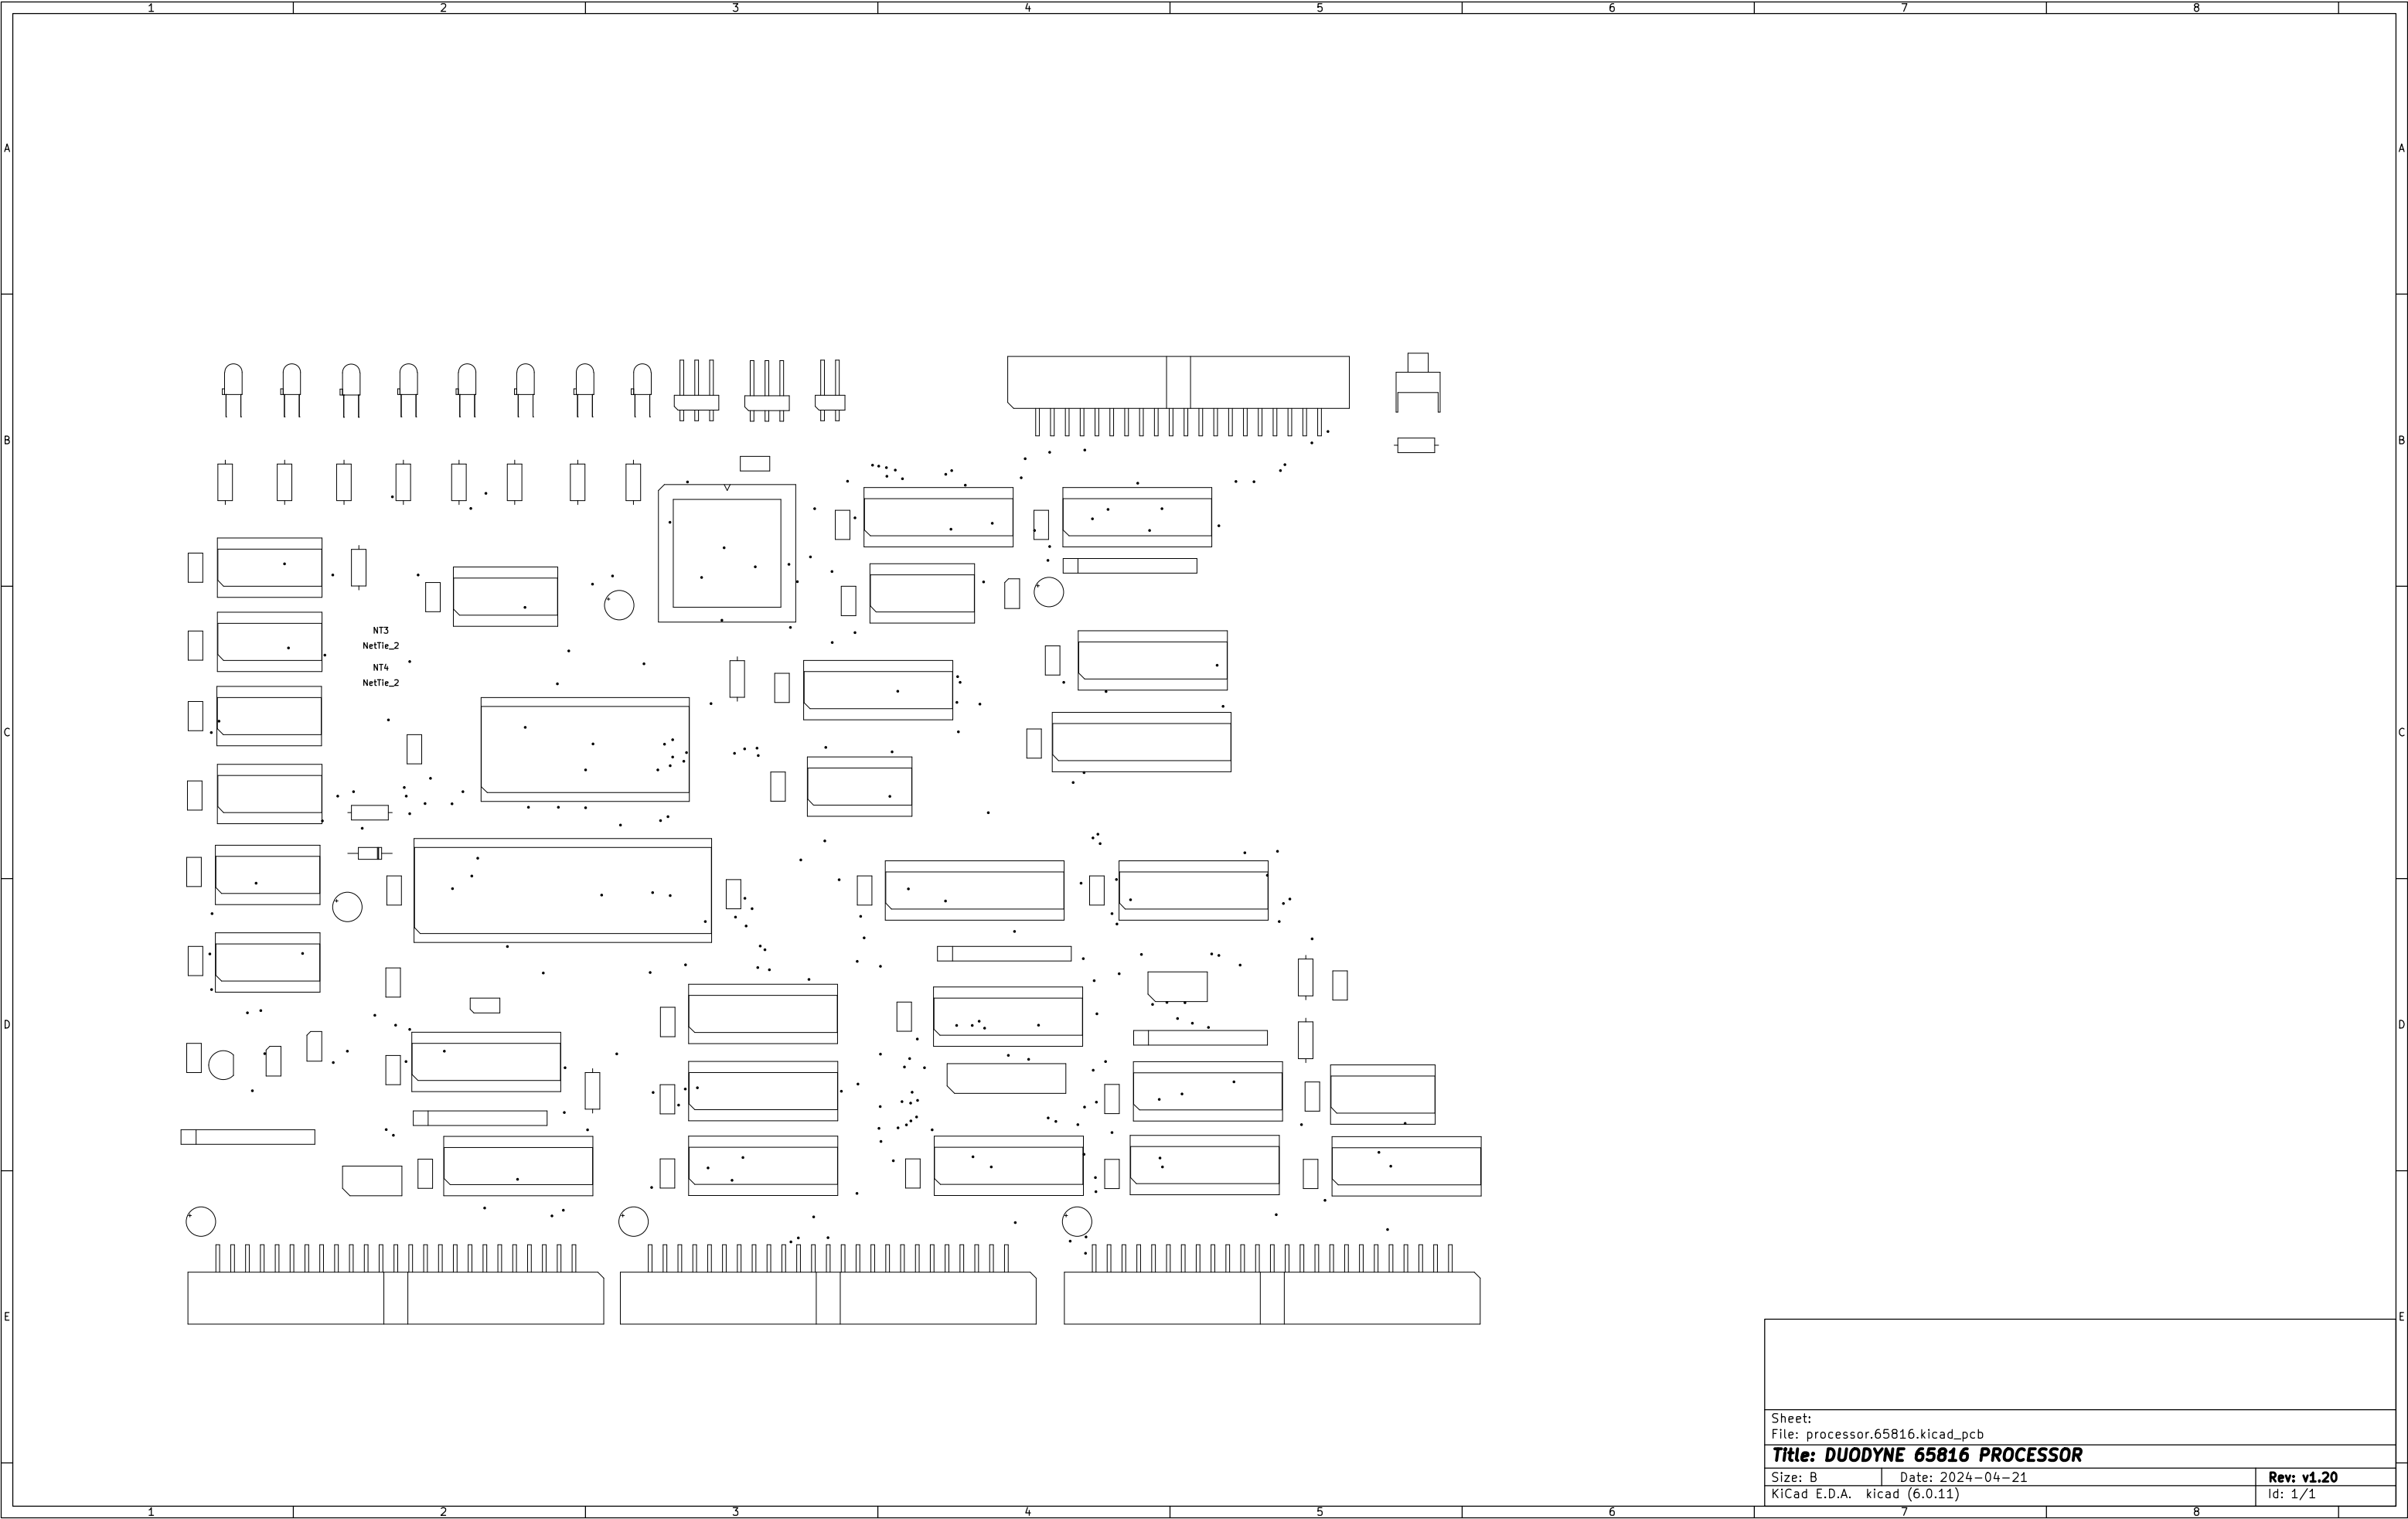 1 2 3 4 5 6 7 8
A A
B B
NT3
NetTie_2
NT4
NetTie_2
C C
D D
E E
+
+
+
+
+
+
Sheet:
File: processor.65816.kicad_pcb
Title: DUODYNE 65816 PROCESSOR
Size: B Date: 2024-04-21 Rev: v1.20
KiCad E.D.A. kicad (6.0.11) Id: 1/1
1 2 3 4 5 6 7 8